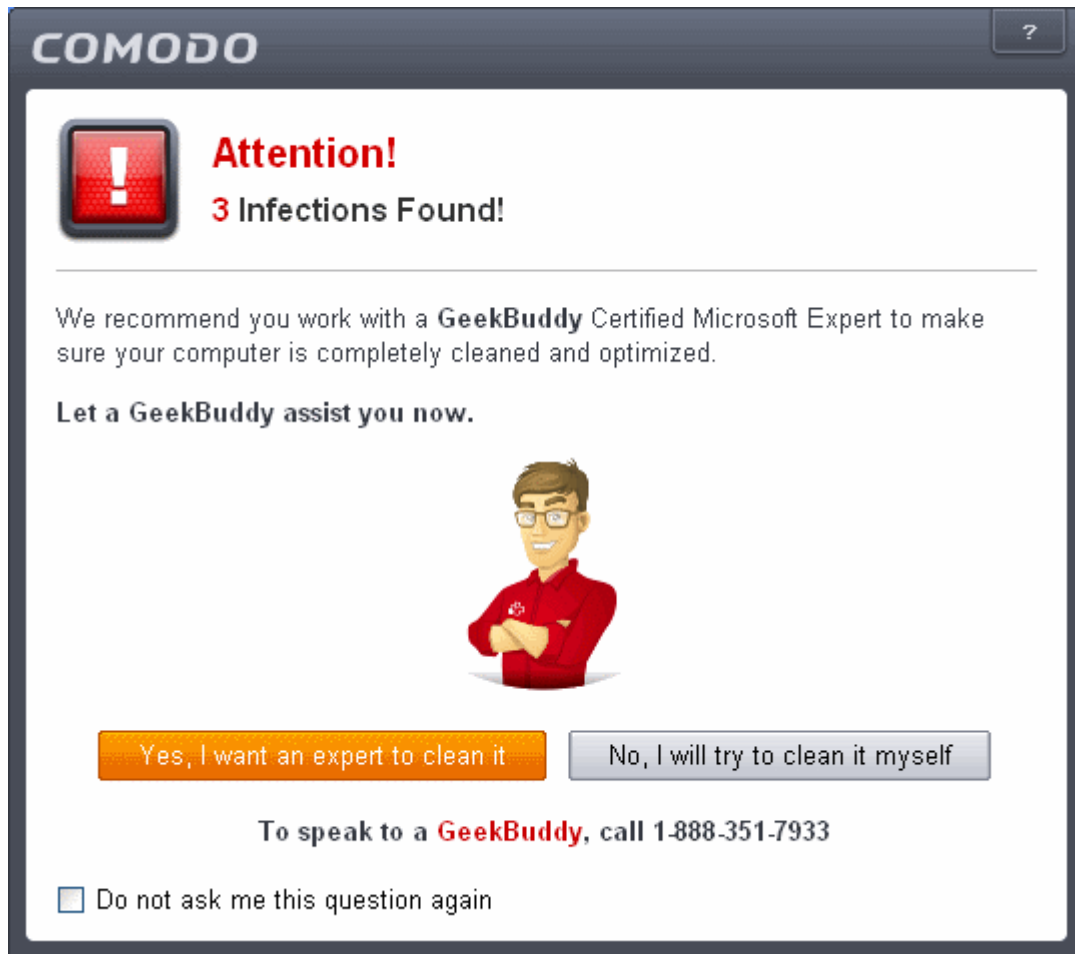 COMODO
?
!
Attention!
3 Infections Found!
We recommend you work with a GeekBuddy Certified Microsoft Expert to make
sure your computer is completely cleaned and optimized.
Let a GeekBuddy assist you now.
Yes, I want an expert to clean it
No, I will try to clean it myself
To speak to a GeekBuddy, call 1-888-351-7933
Do not ask me this question again